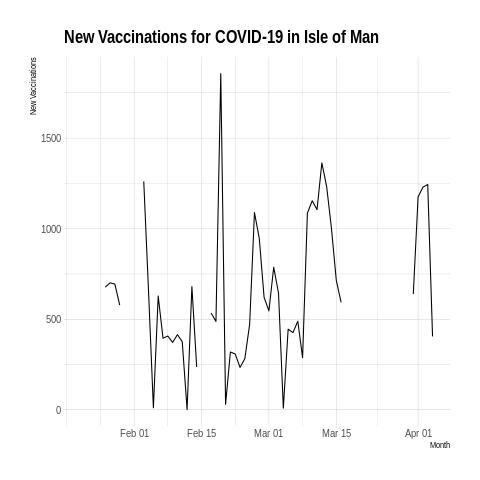 New Vaccinations for COVID-19 in Isle of Man
New Vaccinations
1500
1000
500
0
Feb 01
Feb 15
Mar 01
Mar 15
Apr 01
Month